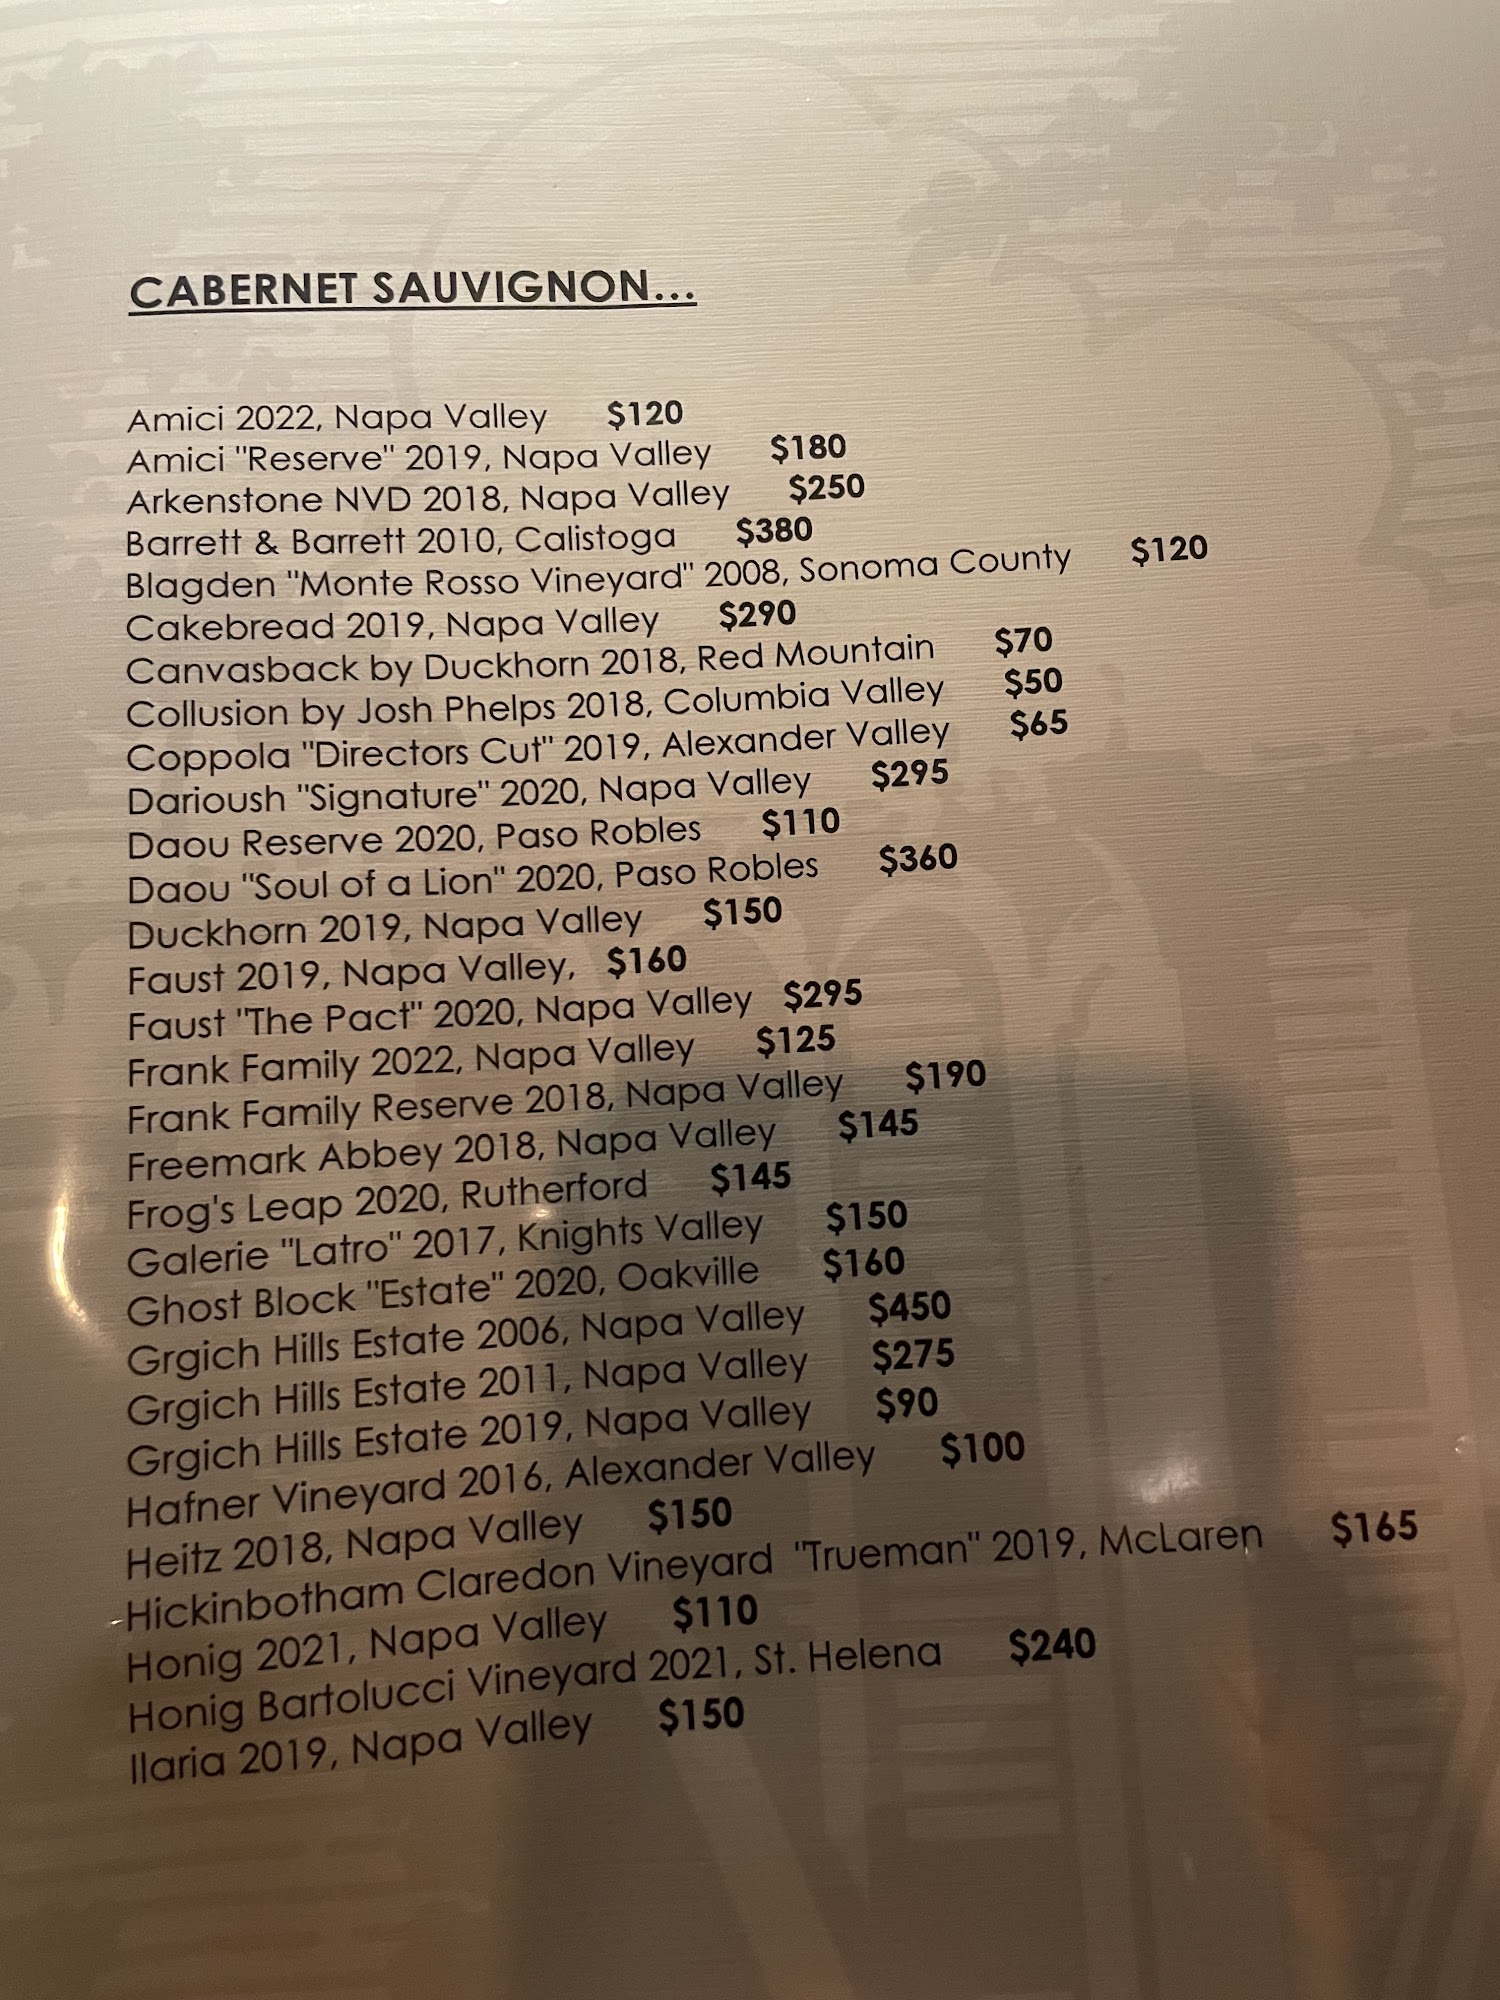 CABERNET SAUVIGNON...
Amici 2022, Napa Valley $120
Amici "Reserve" 2019, Napa Valley $180
Arkenstone NVD 2018, Napa Valley $250
Barrett & Barrett 2010, Calistoga $380
Blagden "Monte Rosso Vineyard" 2008, Sonoma County $120
Cakebread 2019, Napa Valley $290
Canvasback by Duckhorn 2018, Red Mountain $70
Collusion by Josh Phelps 2018, Columbia Valley $50
Coppola "Directors Cut" 2019, Alexander Valley $65
Darioush "Signature" 2020, Napa Valley $295
Daou Reserve 2020, Paso Robles $110
Daou "Soul of a Lion" 2020, Paso Robles $360
Duckhorn 2019, Napa Valley $150
Faust 2019, Napa Valley, $160
Faust 'The Pact" 2020, Napa Valley $295
Frank Family 2022, Napa Valley $125
Frank Family Reserve 2018, Napa Valley $190
Freemark Abbey 2018, Napa Valley $145
Frog's Leap 2020, Rutherford $145
Galerie "Latro" 2017, Knights Valley $150
Ghost Block "Estate" 2020, Oakville $160
Grgich Hills Estate 2006, Napa Valley $450
Grgich Hills Estate 2011, Napa Valley $275
Grgich Hills Estate 2019, Napa Valley $90
Hafner Vineyard 2016, Alexander Valley $100
Heitz 2018, Napa Valley $150
Hickinbotham Claredon Vineyard "Trueman" 2019, McLaren $165
Honig 2021, Napa Valley $110
Honig Bartolucci Vineyard 2021, St. Helena $240
Ilaria 2019, Napa Valley $150